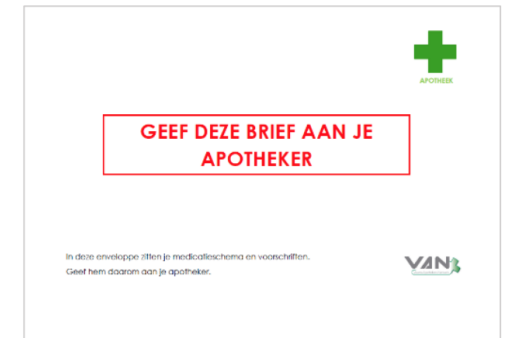 APOTHEEK
GEEF DEZE BRIEF AAN JE
APOTHEKER
In deze enveloppe zitten je medicatieschema en voorschriften.
Geef hem daarom aan je apotheker.
VAN